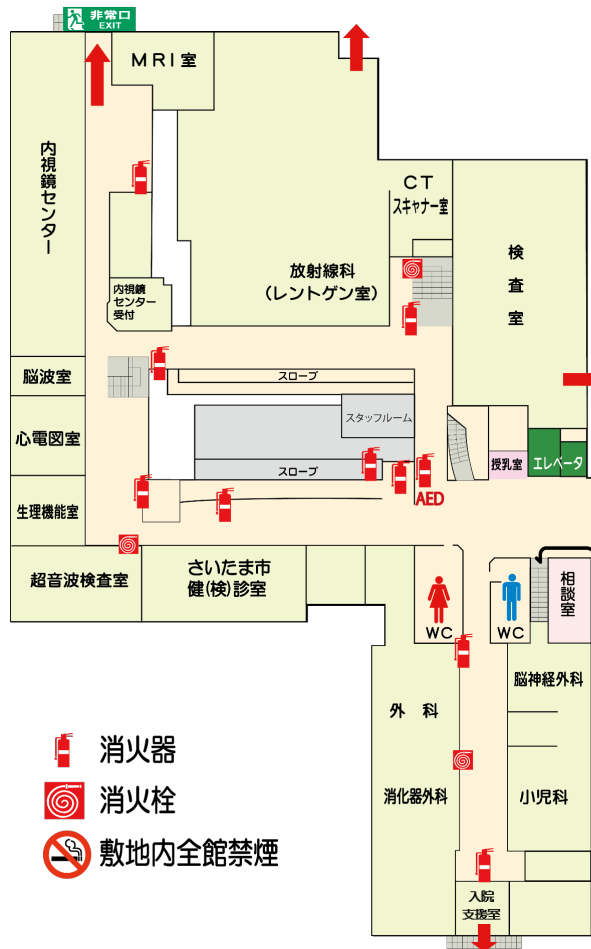 非常口
EXIT
MRI室
内視鏡センター
CT
スキャナー室
検査室
放射線科
(レントゲン室)
内視鏡
センター
受付
脳波室
スロープ
スタッフルーム
心電図室
スロープ
授乳室
エレベータ
AED
生理機能室
超音波検査室
さいたま市
健(検)診室
WC
WC
相談室
脳神経外科
外 科
消化器外科
小児科
入院
支援室
消火器
消火栓
敷地内全館禁煙